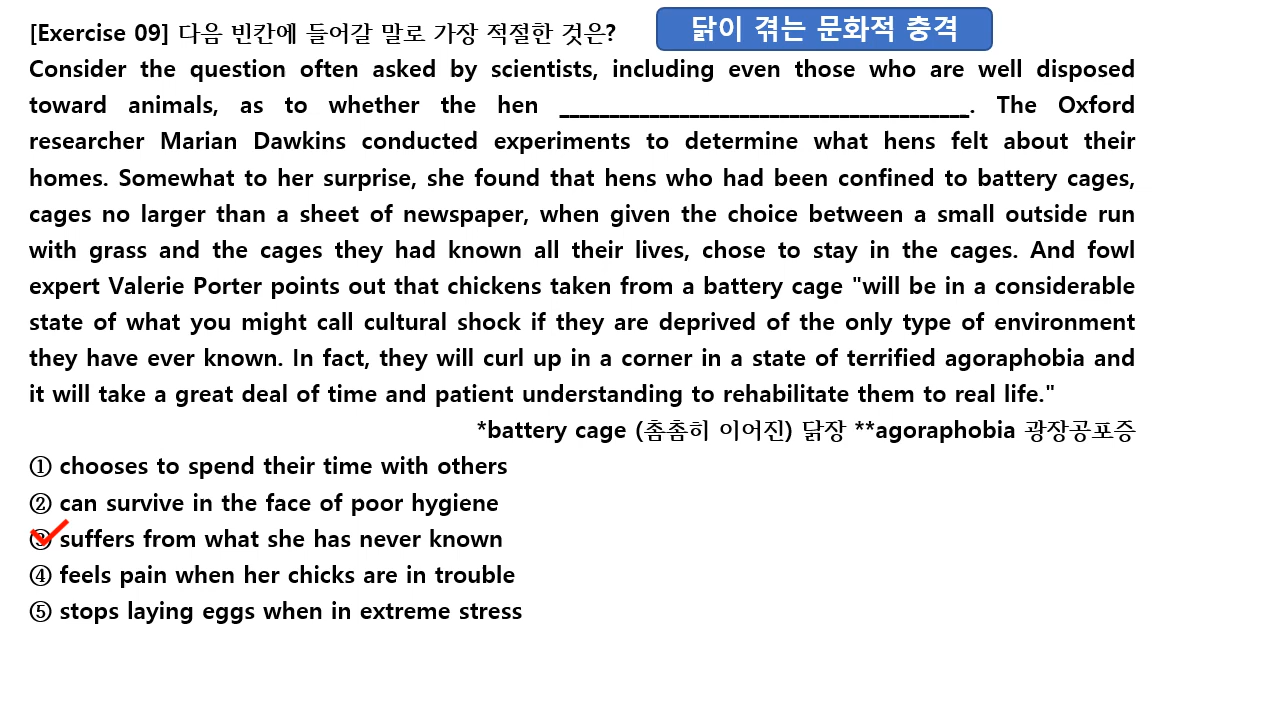 [Exercise 09] 다음 빈칸에 들어갈 말로 가장 적절한 것은?
닭이 겪는 문화적 충격
Consider the question often asked by scientists, including even those who are well disposed
toward animals, as to whether the hen ________________________________________. The Oxford
researcher Marian Dawkins conducted experiments to determine what hens felt about their
homes. Somewhat to her surprise, she found that hens who had been confined to battery cages,
cages no larger than a sheet of newspaper, when given the choice between a small outside run
with grass and the cages they had known all their lives, chose to stay in the cages. And fowl
expert Valerie Porter points out that chickens taken from a battery cage "will be in a considerable
state of what you might call cultural shock if they are deprived of the only type of environment
they have ever known. In fact, they will curl up in a corner in a state of terrified agoraphobia and
it will take a great deal of time and patient understanding to rehabilitate them to real life."
*battery cage (촘촘히 이어진) 닭장 **agoraphobia 광장공포증
① chooses to spend their time with others
② can survive in the face of poor hygiene
③ suffers from what she has never known
④ feels pain when her chicks are in trouble
⑤ stops laying eggs when in extreme stress